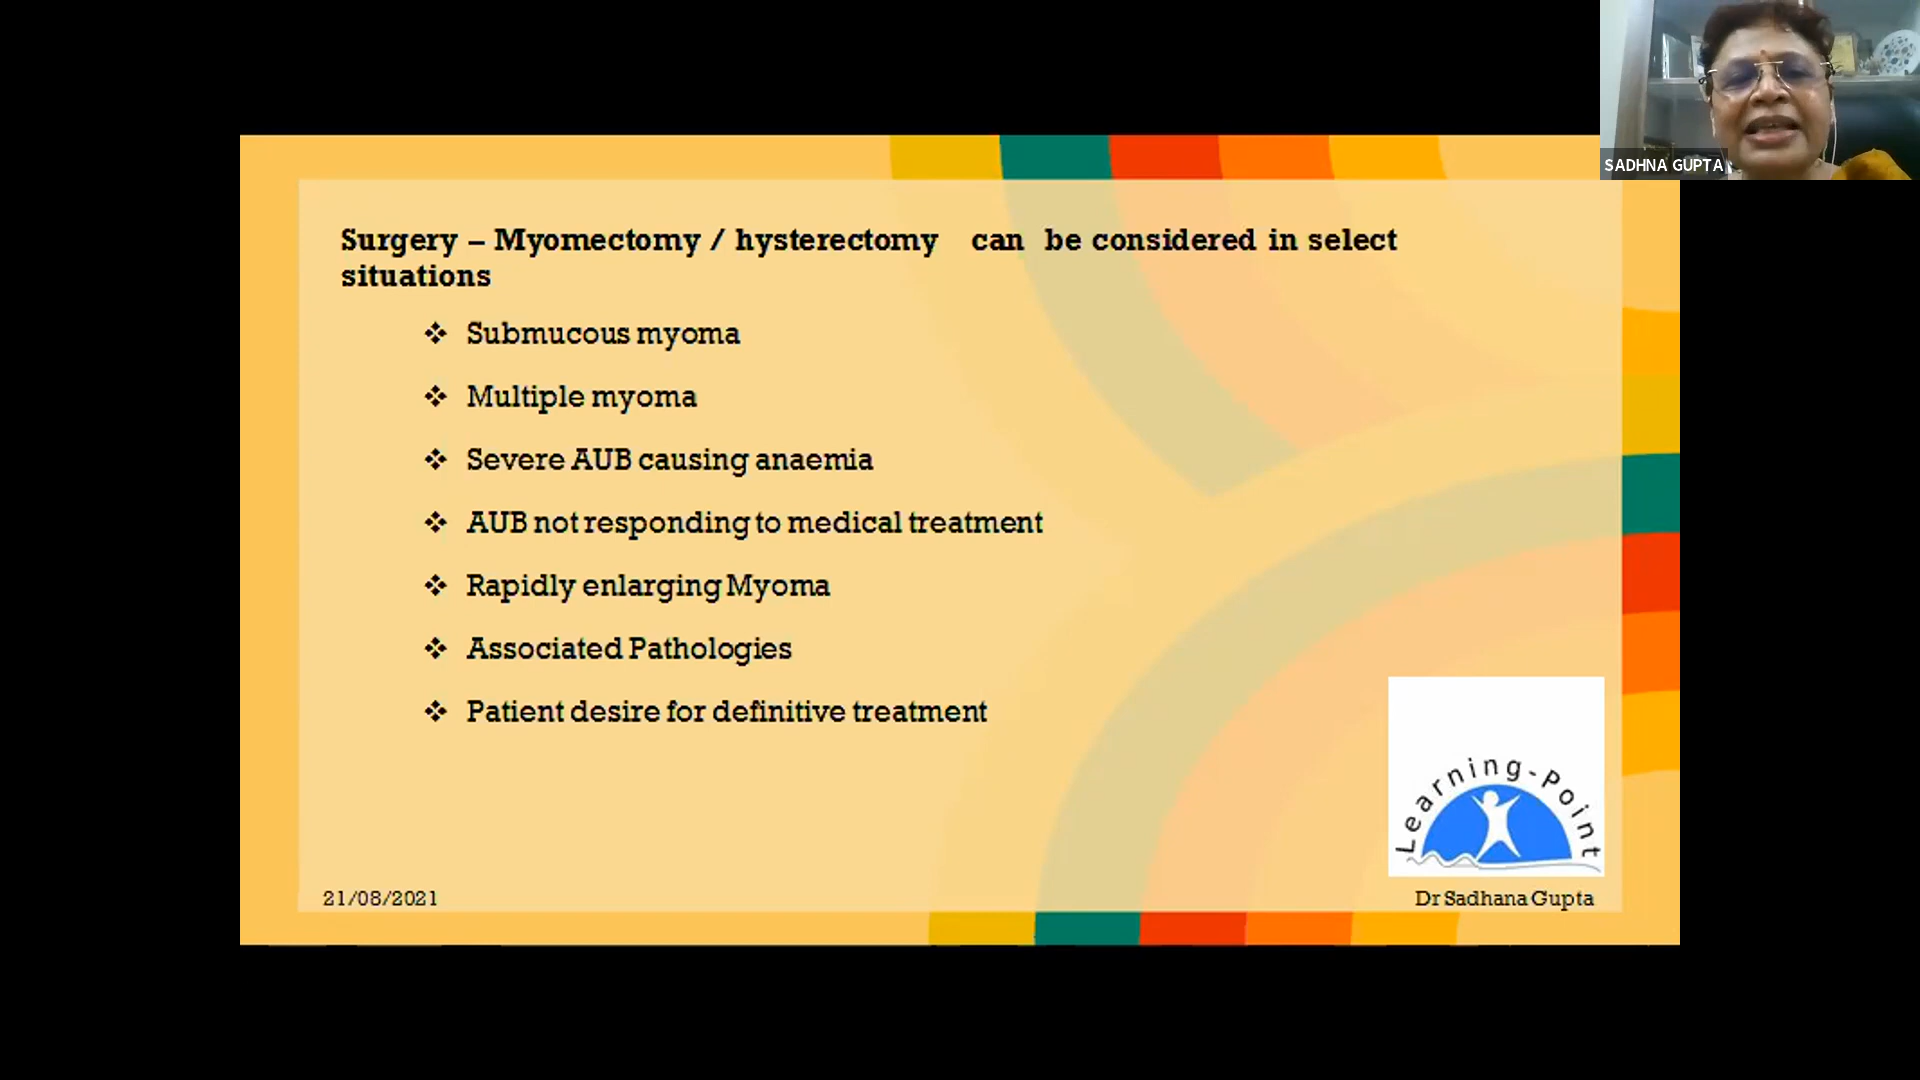 SADHNA GUPTA
Surgery – Myomectomy / hysterectomy can be considered in select
situations
❖ Submucous myoma
❖ Multiple myoma
❖ Severe AUB causing anaemia
❖ AUB not responding to medical treatment
❖ Rapidly enlarging Myoma
❖ Associated Pathologies
❖ Patient desire for definitive treatment
Learning-Point
21/08/2021
Dr Sadhana Gupta